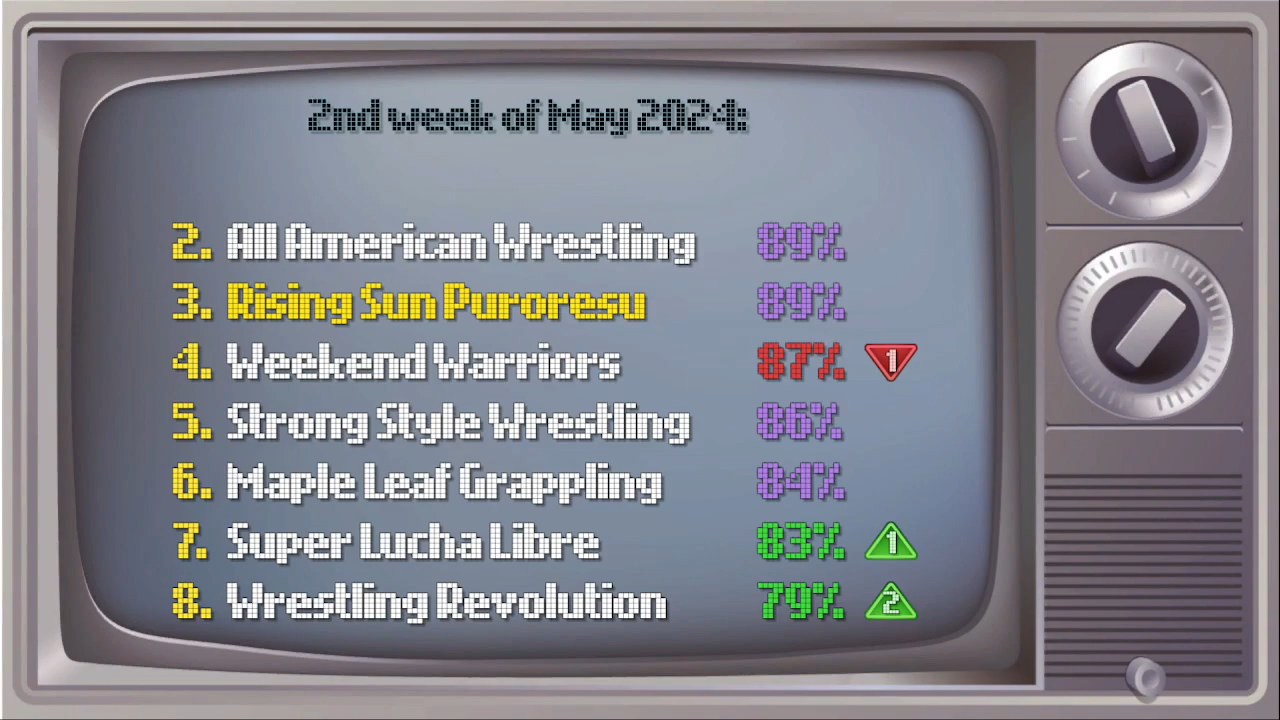 2nd week of May 2024:
2. All American Wrestling 89%
3. Rising Sun Puroresu 89%
4. Weekend Warriors 87% 1
5. Strong Style Wrestling 86%
6. Maple Leaf Grappling 84%
7. Super Lucha Libre 83% 1
8. Wrestling Revolution 79% 2